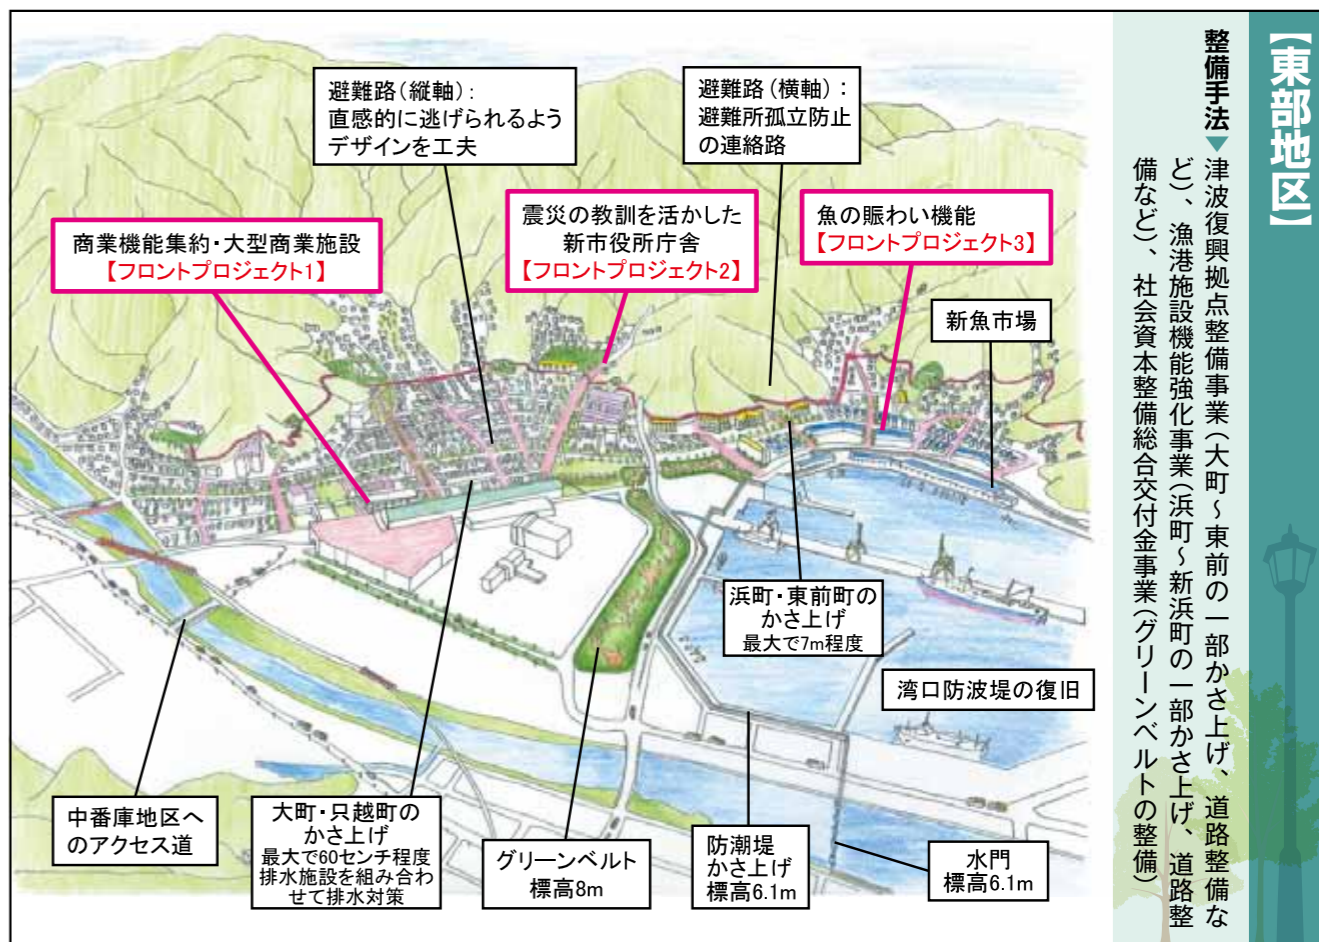 【東部地区】
整備手法▼津波復興拠点整備事業(大町～東前の一部かさ上げ、道路整備な
ど)、漁港施設機能強化事業(浜町～新浜町の一部かさ上げ、道路整
備など)、社会資本整備総合交付金事業(グリーンベルトの整備)
避難路(縦軸):
直感的に逃げられるよう
デザインを工夫
避難路(横軸):
避難所孤立防止
の連絡路
商業機能集約・大型商業施設
【フロントプロジェクト1】
震災の教訓を活かした
新市役所庁舎
【フロントプロジェクト2】
魚の賑わい機能
【フロントプロジェクト3】
新魚市場
浜町・東前町の
かさ上げ
最大で7m程度
湾口防波堤の復旧
中番庫地区へ
のアクセス道
大町・只越町の
かさ上げ
最大で60センチ程度
排水施設を組み合わ
せて排水対策
グリーンベルト
標高8m
防潮堤
かさ上げ
標高6.1m
水門
標高6.1m